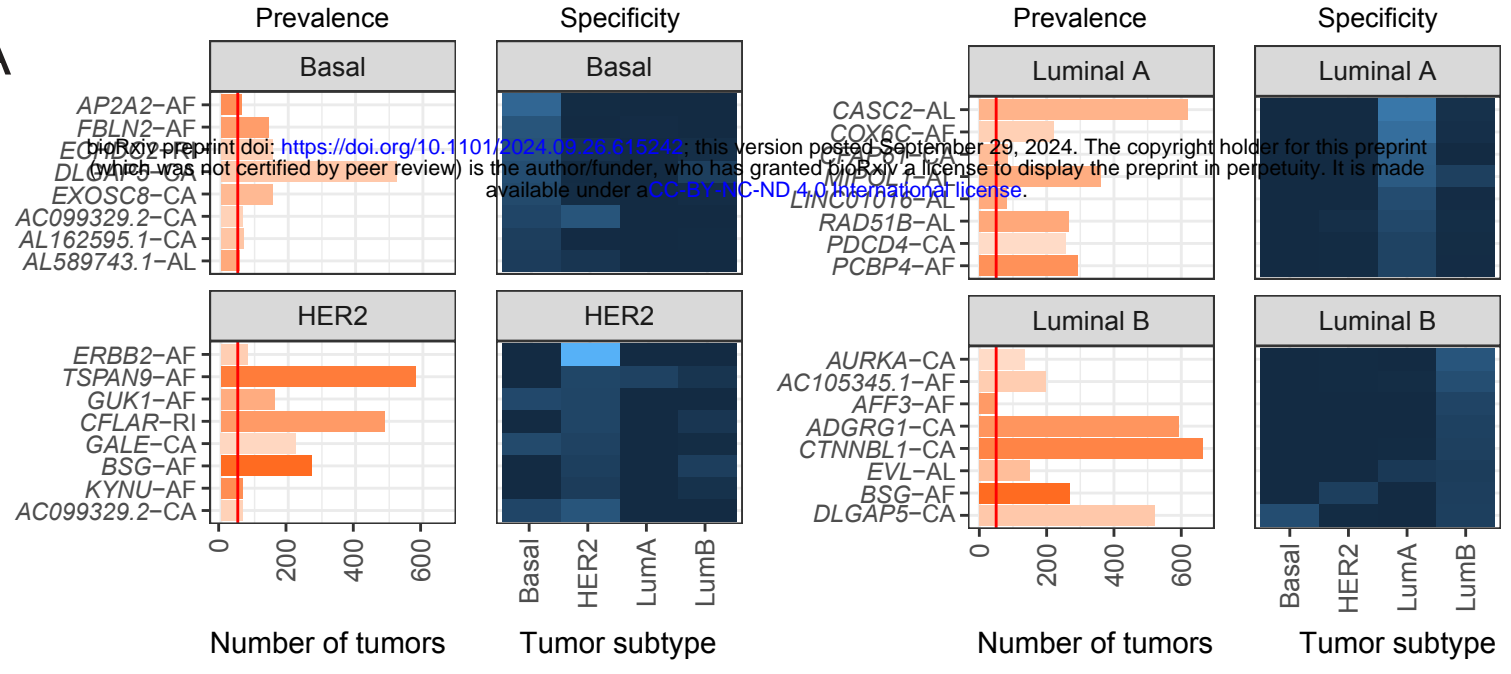 A
Prevalence Specificity Prevalence Specificity
Basal Basal Luminal A Luminal A
AP2A2−AF
FBLN2−AF
EXOSC8−CA
AC099329.2−CA
AL162595.1−CA
AL589743.1−AL
CASC2−AL
COX6C−AF
RAD51B−AL
PDCD4−CA
PCBP4−AF
bioRxiv preprint doi: https://doi.org/10.1101/2024.09.26.615242; this version posted September 29, 2024. The copyright holder for this preprint
(which was not certified by peer review) is the author/funder, who has granted bioRxiv a license to display the preprint in perpetuity. It is made
available under aCC-BY-NC-ND 4.0 International license.
HER2 HER2 Luminal B Luminal B
ERBB2−AF
TSPAN9−AF
GUK1−AF
CFLAR−RI
GALE−CA
BSG−AF
KYNU−AF
AC099329.2−CA
AURKA−CA
AC105345.1−AF
AFF3−AF
ADGRG1−CA
CTNNBL1−CA
EVL−AL
BSG−AF
DLGAP5−CA
0 200 400 600
Basal HER2 LumA LumB
0 200 400 600
Basal HER2 LumA LumB
Number of tumors Tumor subtype Number of tumors Tumor subtype